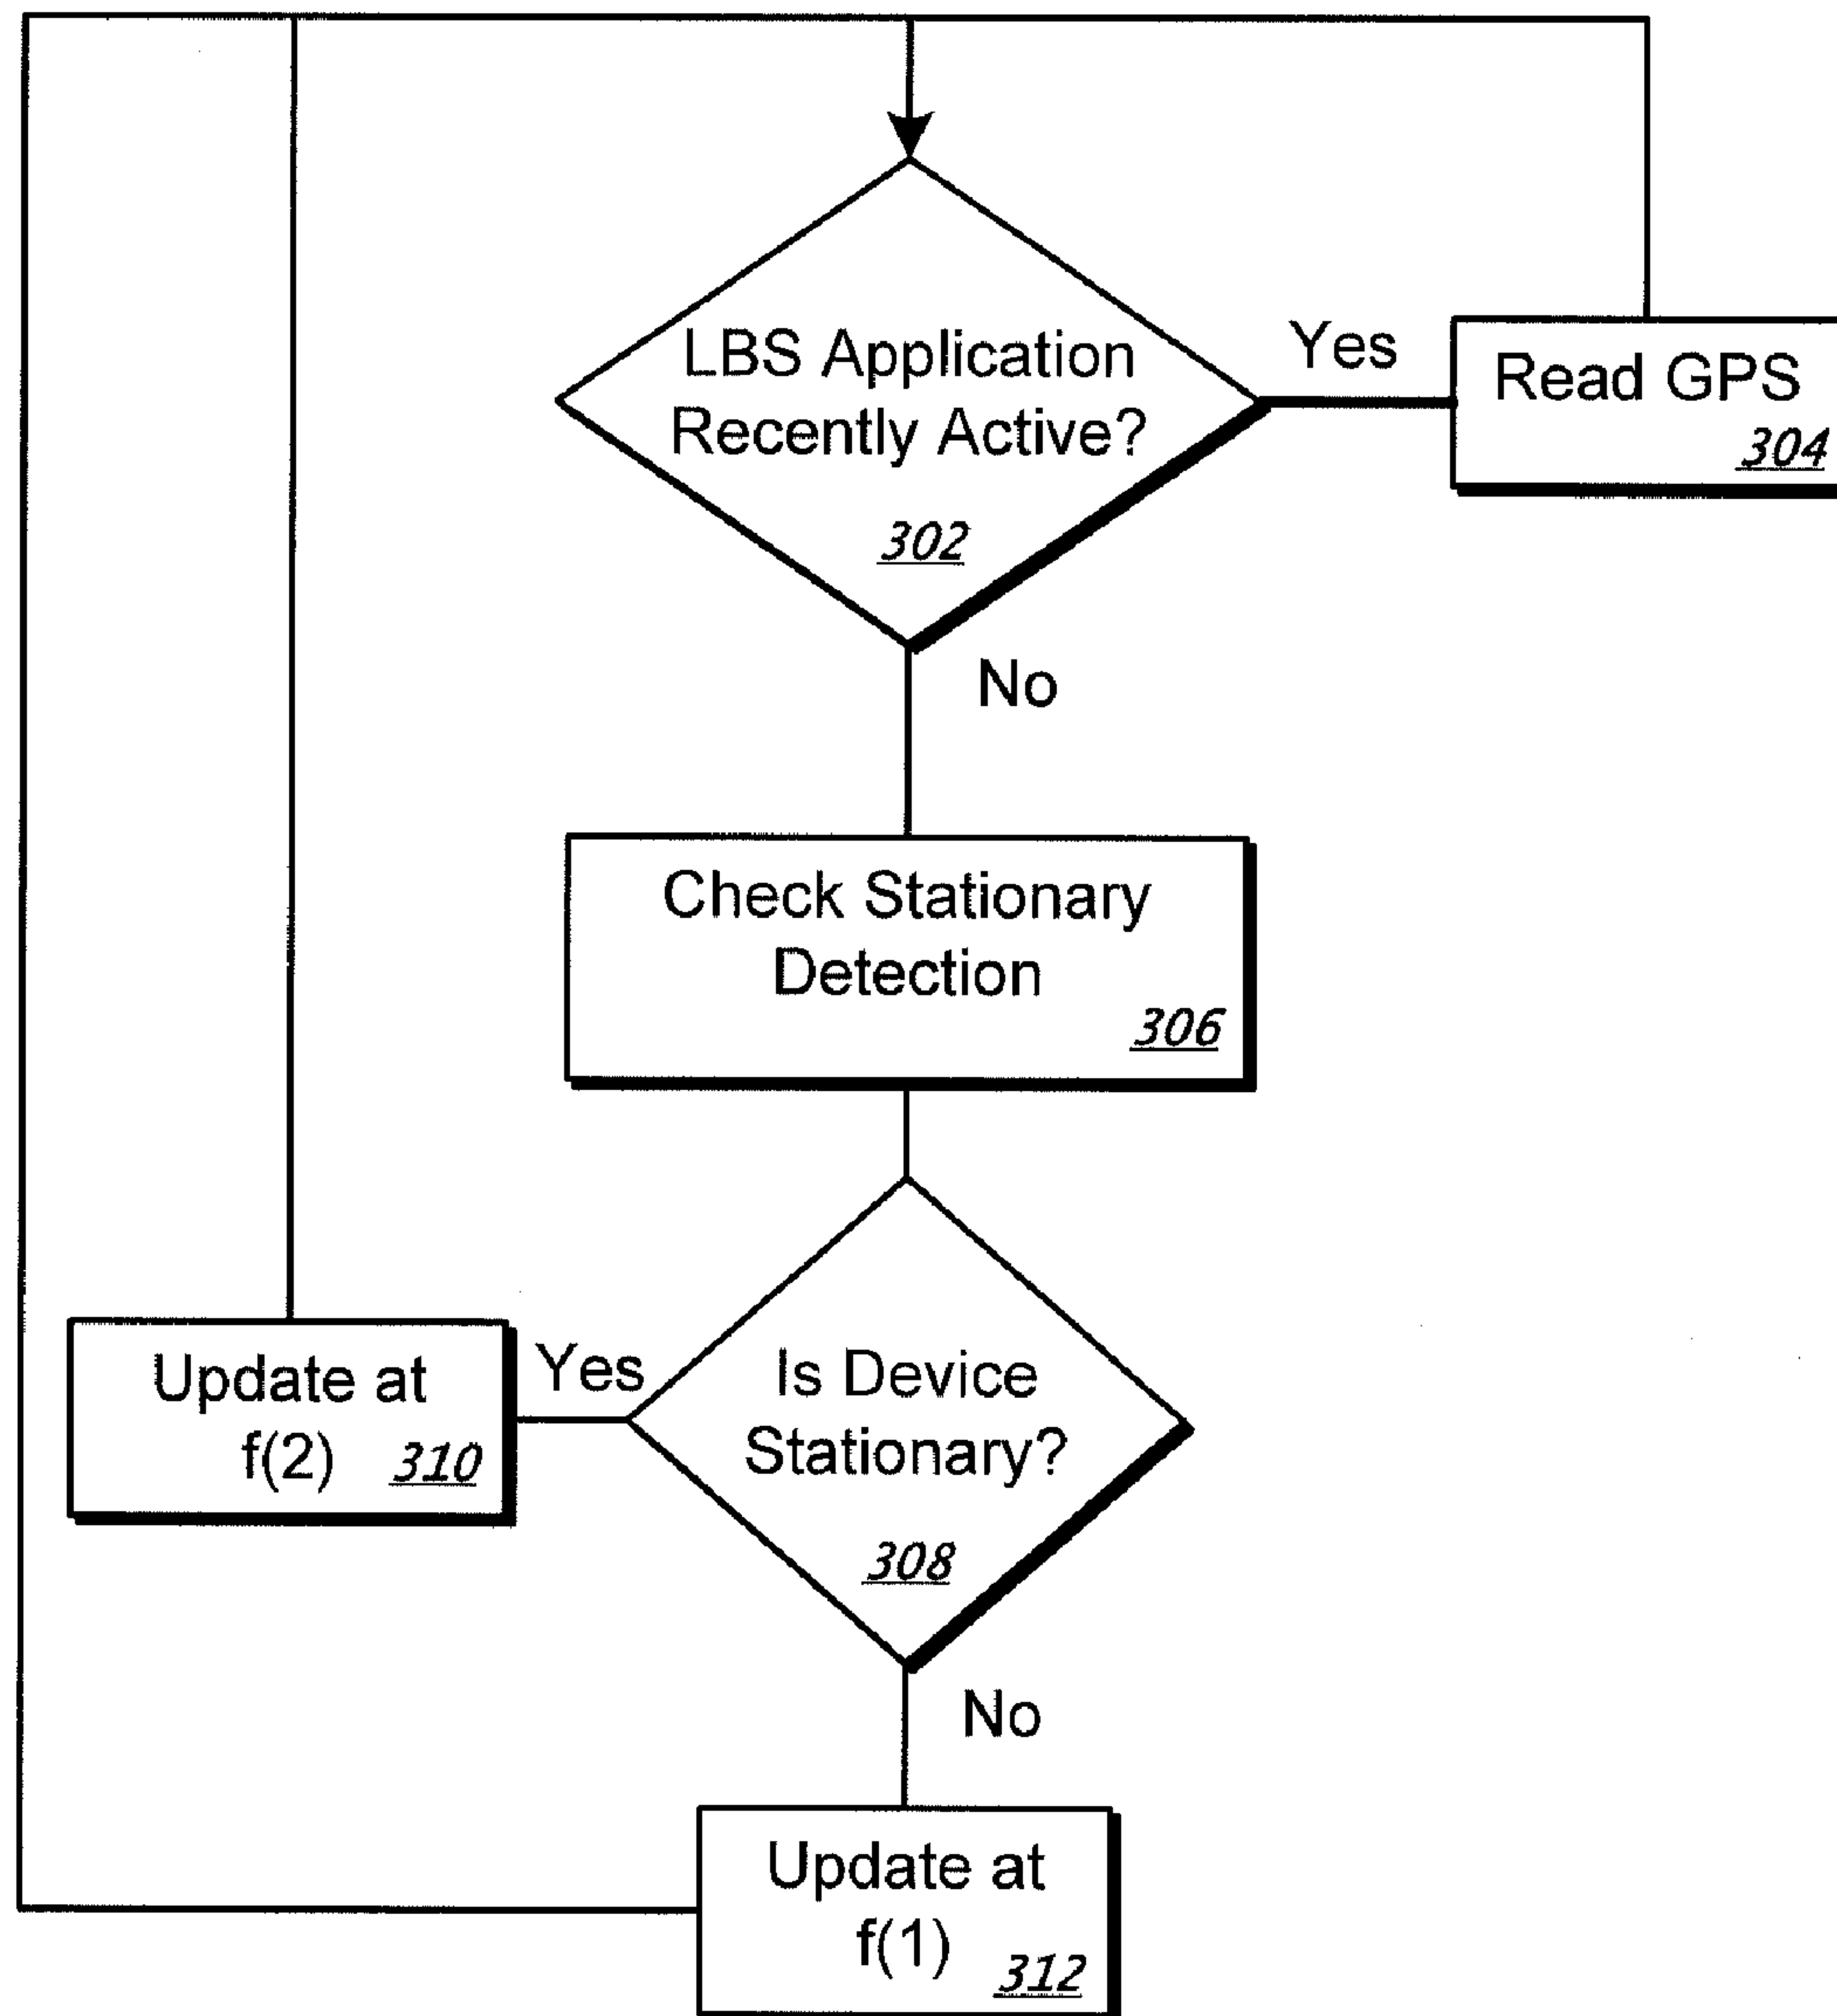 LBS Application
Recently Active?
302
Yes
Read GPS
304
No
Check Stationary
Detection
306
Is Device
Stationary?
308
Yes
Update at
f(2) 310
No
Update at
f(1) 312